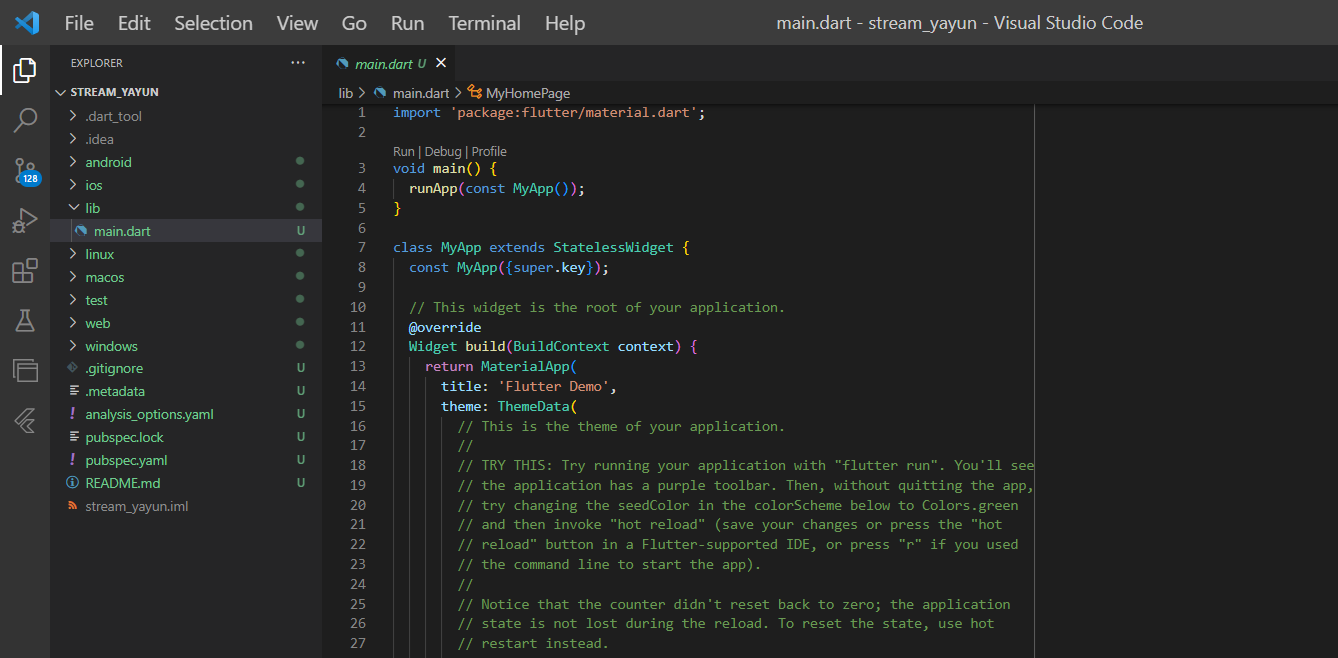 File Edit Selection View Go Run Terminal Help main.dart - stream_yayun - Visual Studio Code
EXPLORER ...
STREAM_YAYUN
.dart_tool
.idea
android
ios
lib
main.dart U
linux
macos
test
web
windows
.gitignore U
.metadata U
analysis_options.yaml U
pubspec.lock U
pubspec.yaml U
README.md U
stream_yayun.iml
128
main.dart U
lib > main.dart > MyHomePage
1 import 'package:flutter/material.dart';
2
Run | Debug | Profile
3 void main() {
4 runApp(const MyApp());
5 }
6
7 class MyApp extends StatelessWidget {
8 const MyApp({super.key});
9
10 // This widget is the root of your application.
11 @override
12 Widget build(BuildContext context) {
13 return MaterialApp(
14 title: 'Flutter Demo',
15 theme: ThemeData(
16 // This is the theme of your application.
17 //
18 // TRY THIS: Try running your application with "flutter run". You'll see
19 // the application has a purple toolbar. Then, without quitting the app,
20 // try changing the seedColor in the colorScheme below to Colors.green
21 // and then invoke "hot reload" (save your changes or press the "hot
22 // reload" button in a Flutter-supported IDE, or press "r" if you used
23 // the command line to start the app).
24 //
25 // Notice that the counter didn't reset back to zero; the application
26 // state is not lost during the reload. To reset the state, use hot
27 // restart instead.